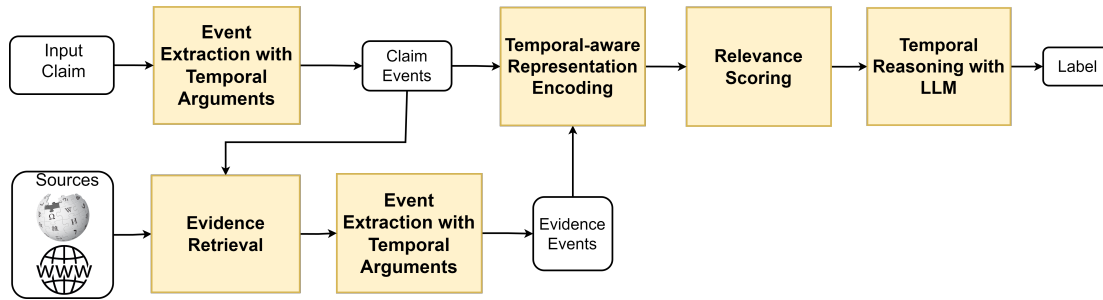 Input
Claim
Event
Extraction with
Temporal
Arguments
Claim
Events
Temporal-aware
Representation
Encoding
Relevance
Scoring
Temporal
Reasoning with
LLM
Label
Sources
WWW
Evidence
Retrieval
Event
Extraction with
Temporal
Arguments
Evidence
Events